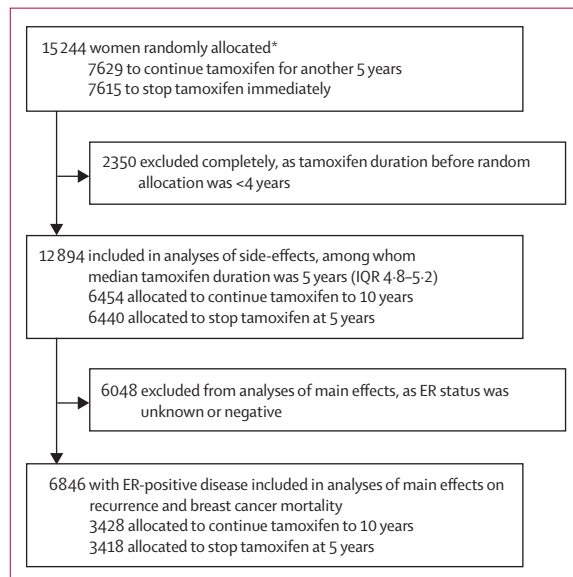 15 244 women randomly allocated*
7629 to continue tamoxifen for another 5 years
7615 to stop tamoxifen immediately
2350 excluded completely, as tamoxifen duration before random
allocation was <4 years
12 894 included in analyses of side-effects, among whom
median tamoxifen duration was 5 years (IQR 4·8–5·2)
6454 allocated to continue tamoxifen to 10 years
6440 allocated to stop tamoxifen at 5 years
6048 excluded from analyses of main effects, as ER status was
unknown or negative
6846 with ER-positive disease included in analyses of main effects on
recurrence and breast cancer mortality
3428 allocated to continue tamoxifen to 10 years
3418 allocated to stop tamoxifen at 5 years